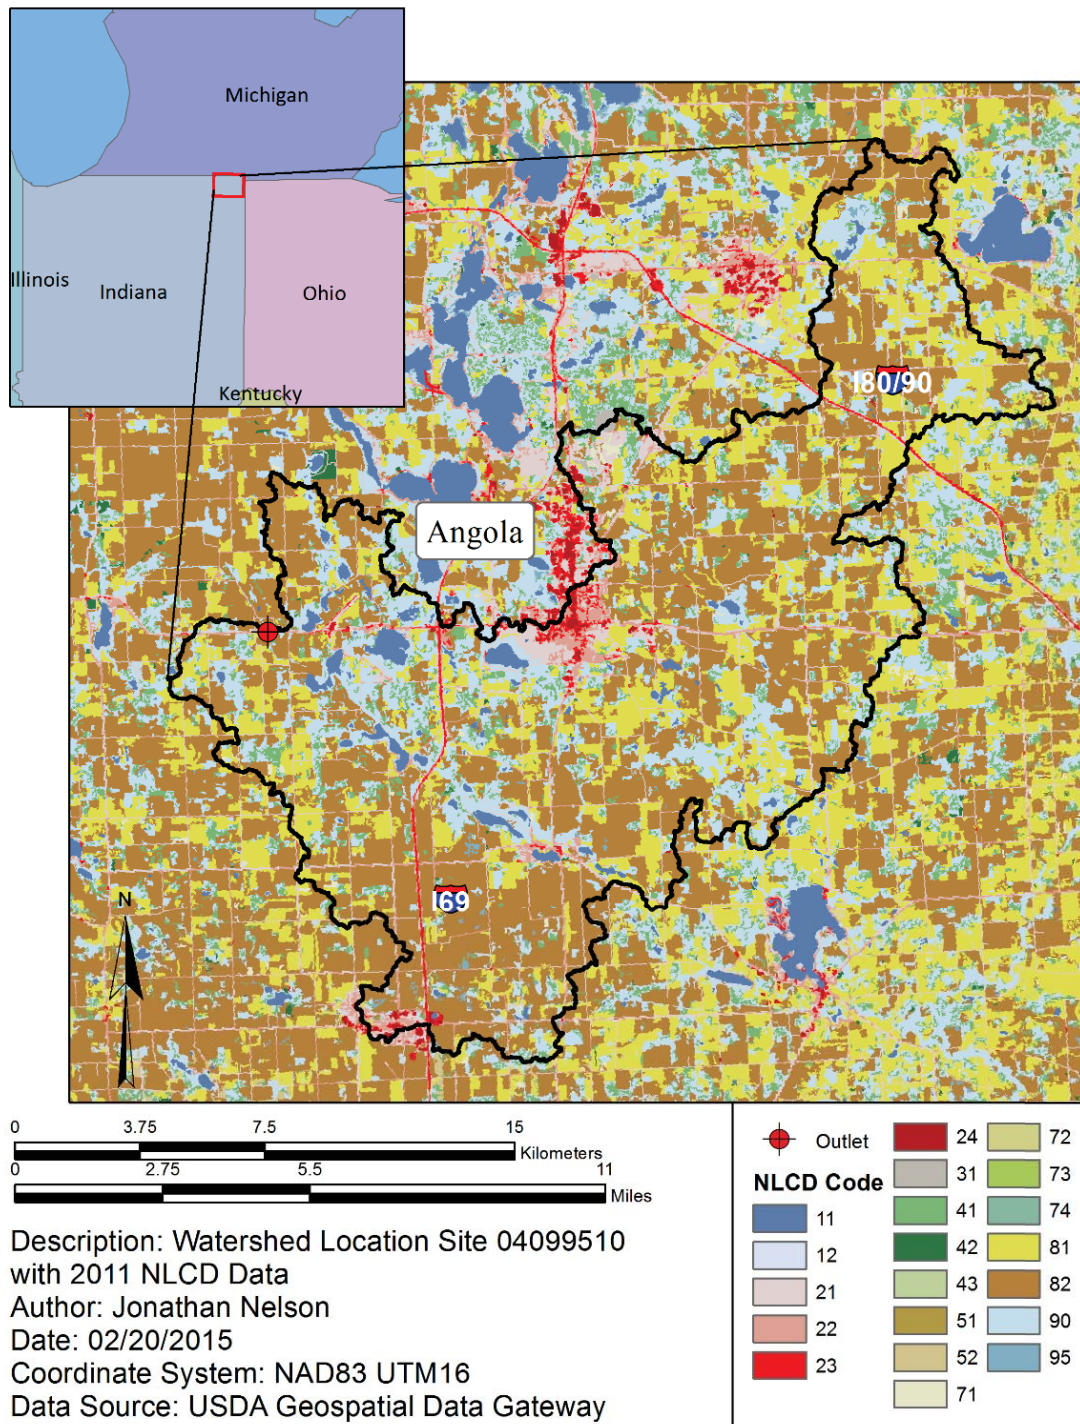 Michigan
Illinois
Indiana
Ohio
Kentucky
I80/90
Angola
I69
N
0 3.75 7.5 15
Kilometers
0 2.75 5.5 11
Miles
Description: Watershed Location Site 04099510
with 2011 NLCD Data
Author: Jonathan Nelson
Date: 02/20/2015
Coordinate System: NAD83 UTM16
Data Source: USDA Geospatial Data Gateway
Outlet
NLCD Code
11
12
21
22
23
24
31
41
42
43
51
52
71
72
73
74
81
82
90
95